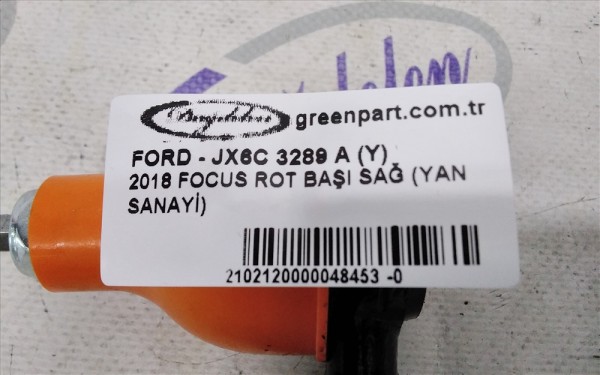 greenpart.com.tr
FORD - JX6C 3289 A (Y)
2018 FOCUS ROT BAŞI SAĞ (YAN
SANAYİ)
2102120000048453 -0